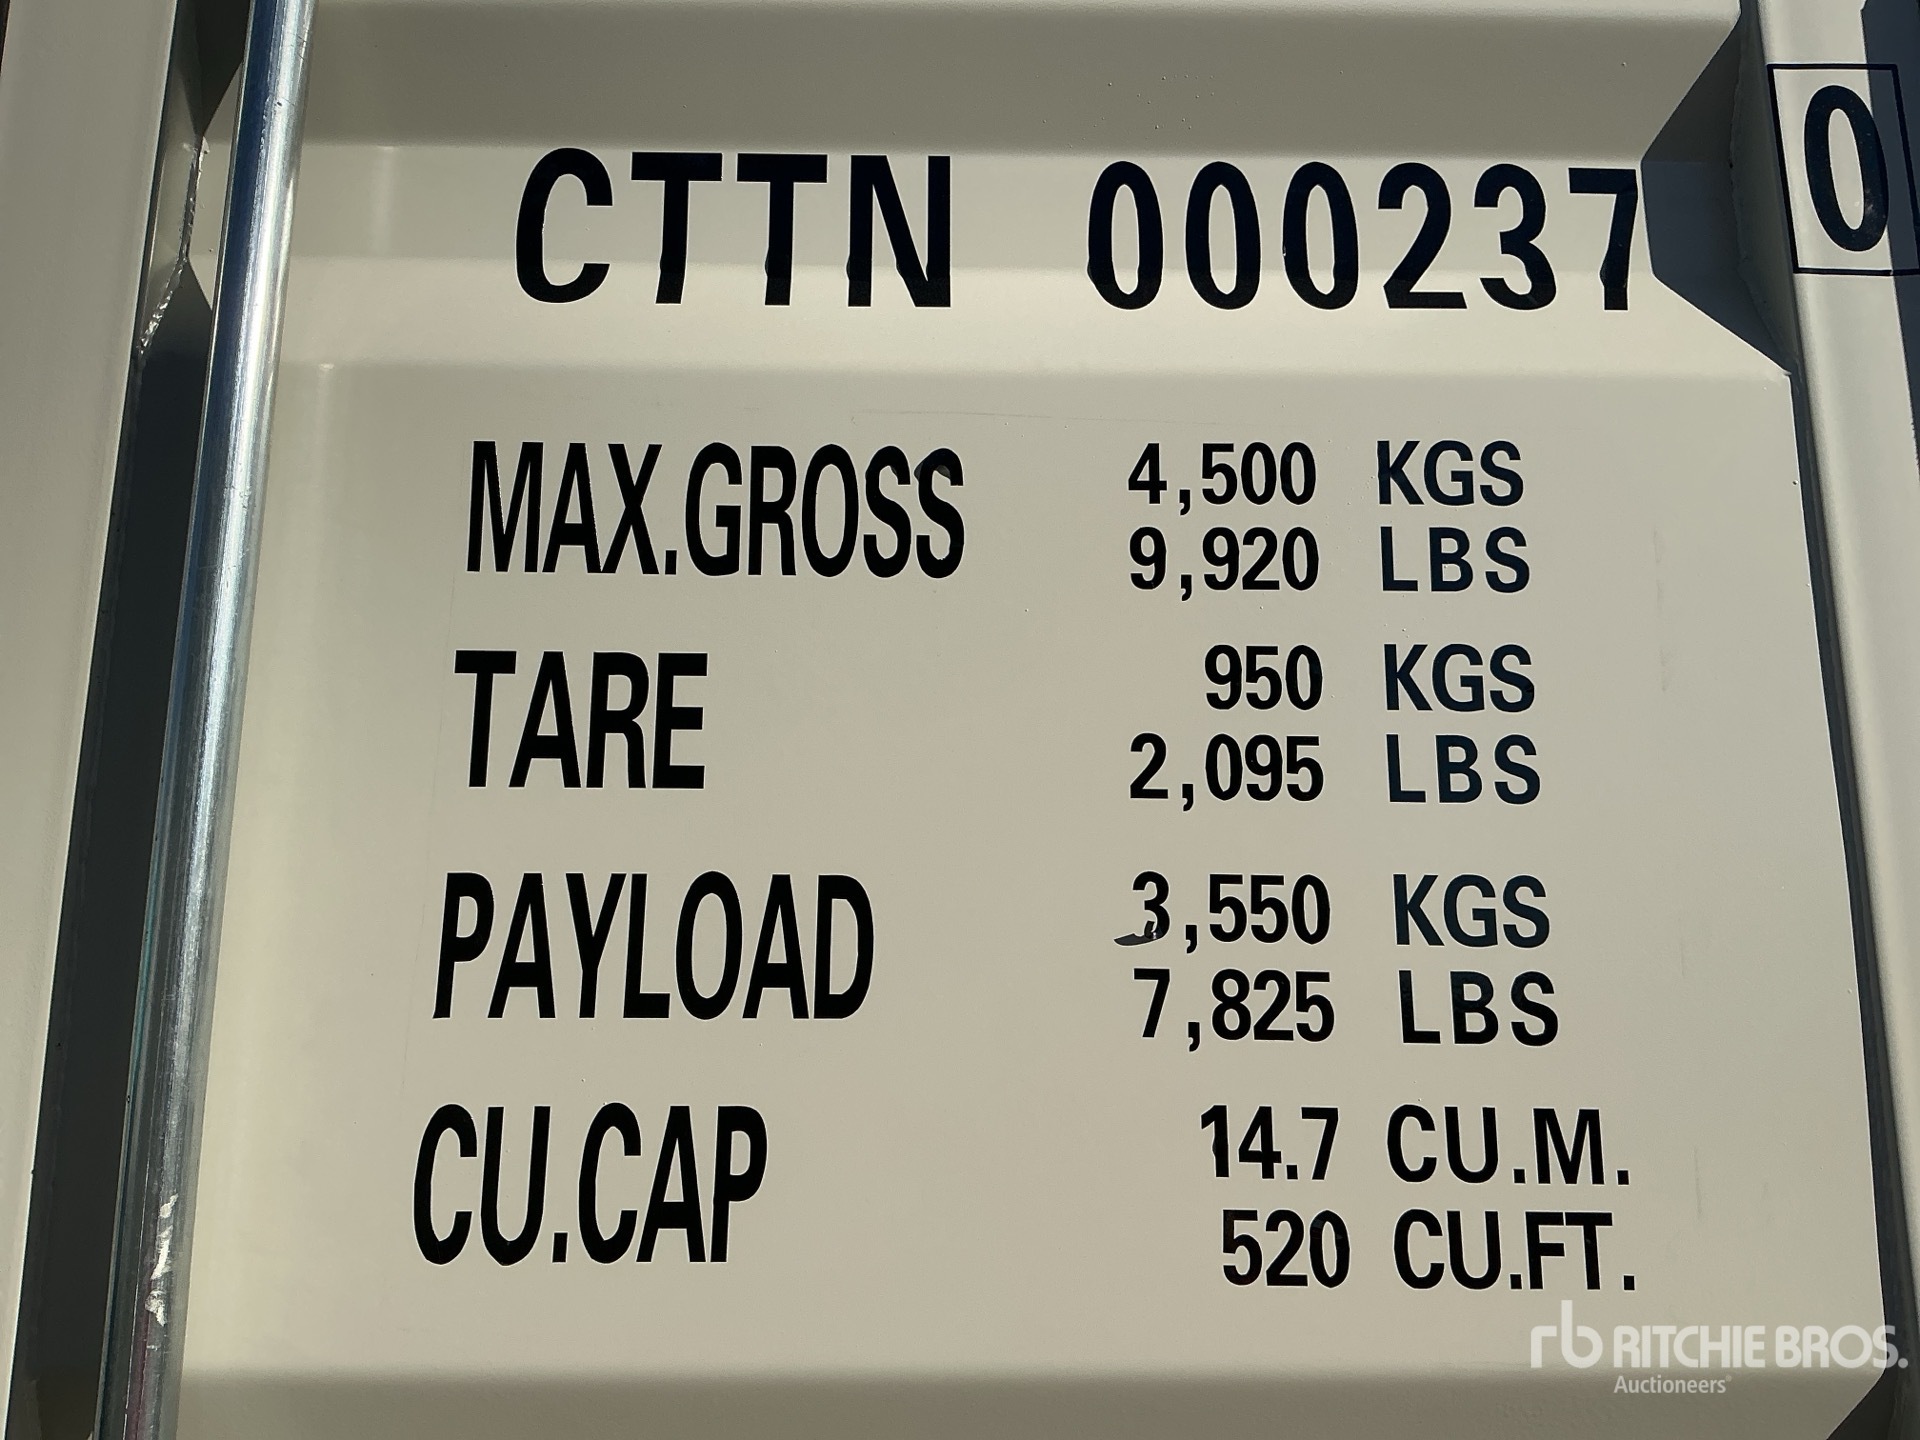 CTTN 000237 0
MAX.GROSS 4,500 KGS
9,920 LBS
TARE 950 KGS
2,095 LBS
PAYLOAD 3,550 KGS
7,825 LBS
CU.CAP 14.7 CU.M.
520 CU.FT.
rb RITCHIE BROS.
Auctioneers